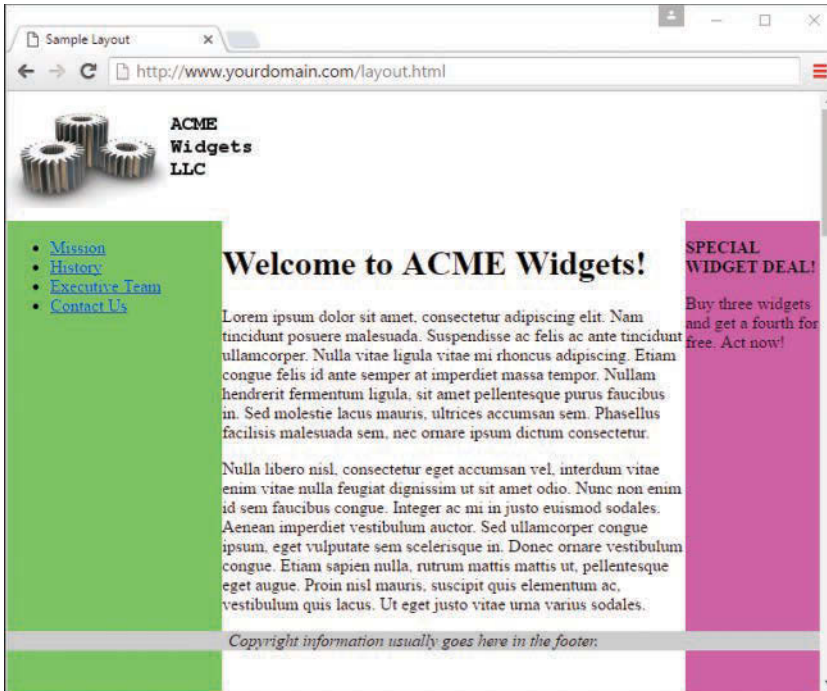 Sample Layout
http://www.yourdomain.com/layout.html
ACME
Widgets
LLC
Mission
History
Executive Team
Contact Us
Welcome to ACME Widgets!
Lorem ipsum dolor sit amet, consectetur adipiscing elit. Nam
tincidunt posuere malesuada. Suspendisse ac felis ac ante tincidunt
ullamcorper. Nulla vitae ligula vitae mi rhoncus adipiscing. Etiam
congue felis id ante semper at imperdiet massa tempor. Nullam
hendrerit fermentum ligula, sit amet pellentesque purus faucibus
in. Sed molestie lacus mauris, ultrices accumsan sem. Phasellus
facilisis malesuada sem, nec ornare ipsum dictum consectetur.
Nulla libero nisl, consectetur eget accumsan vel, interdum vitae
enim vitae nulla feugiat dignissim ut sit amet odio. Nunc non enim
id sem faucibus congue. Integer ac mi in justo euismod sodales.
Aenean imperdiet vestibulum auctor. Sed ullamcorper congue
ipsum, eget vulputate sem scelerisque in. Donec ornare vestibulum
congue. Etiam sapien nulla, rutrum mattis mattis ut, pellentesque
eget augue. Proin nisl mauris, suscipit quis elementum ac,
vestibulum quis lacus. Ut eget justo vitae urna varius sodales.
SPECIAL
WIDGET DEAL!
Buy three widgets
and get a fourth for
free. Act now!
Copyright information usually goes here in the footer.